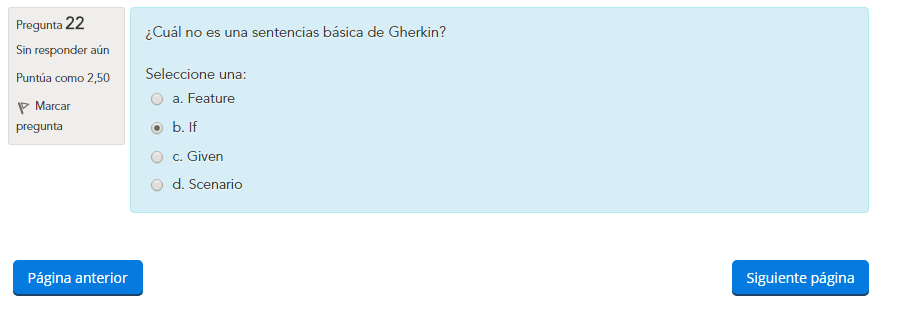 Pregunta 22
Sin responder aún
Puntúa como 2,50
Marcar
pregunta
¿Cuál no es una sentencias básica de Gherkin?
Seleccione una:
a. Feature
b. If
c. Given
d. Scenario
Página anterior
Siguiente página